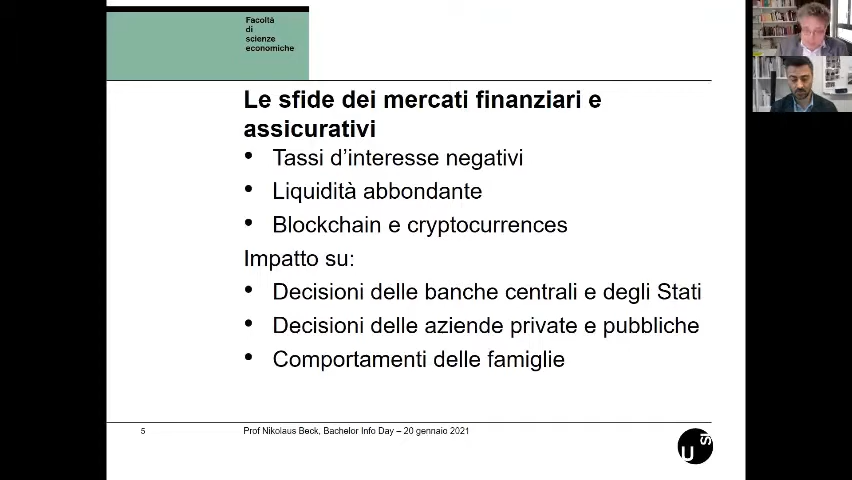 Facoltà
di
scienze
economiche
Le sfide dei mercati finanziari e
assicurativi
• Tassi d'interesse negativi
• Liquidità abbondante
• Blockchain e cryptocurrences
Impatto su:
• Decisioni delle banche centrali e degli Stati
• Decisioni delle aziende private e pubbliche
• Comportamenti delle famiglie
5
Prof Nikolaus Beck, Bachelor Info Day – 20 gennaio 2021
U SI